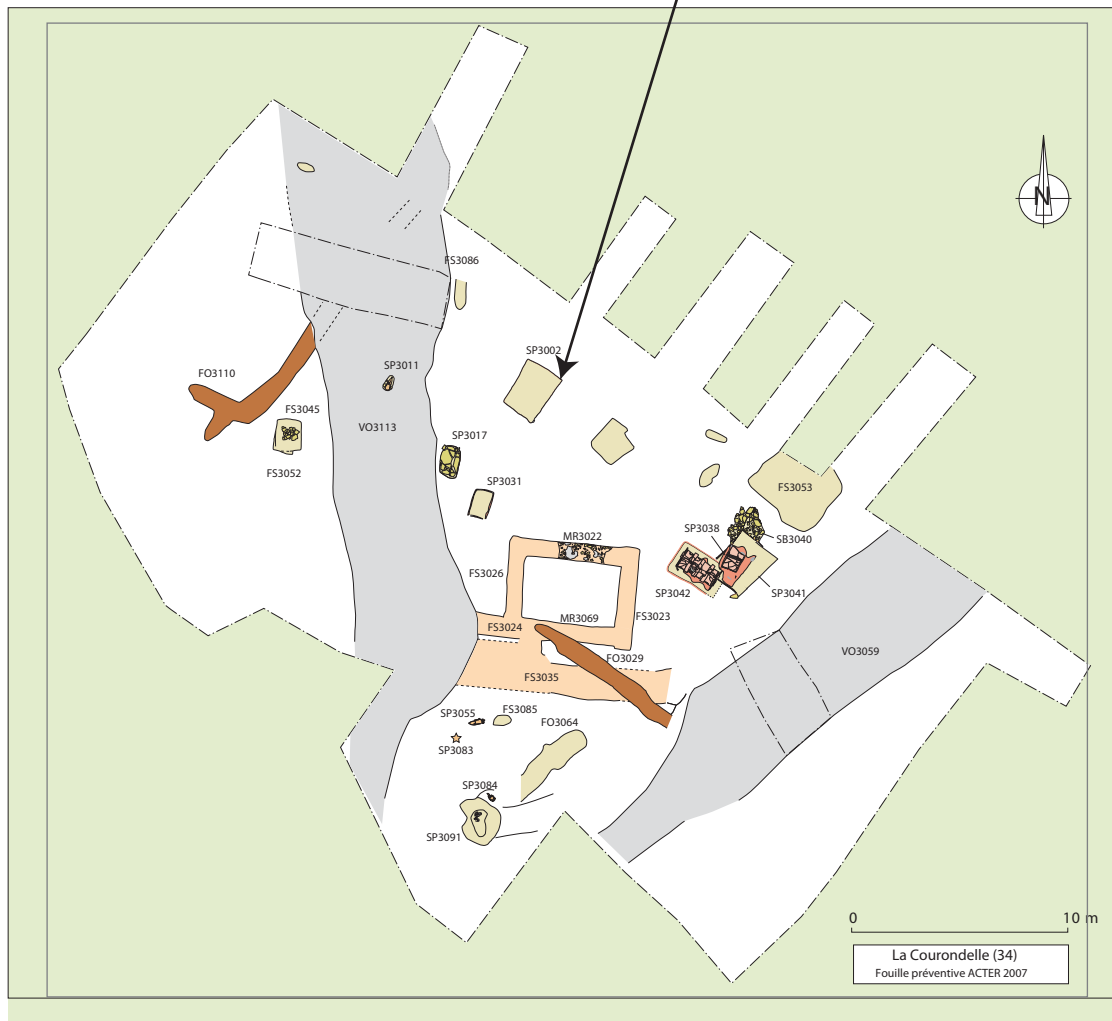 N
FS3086
SP3002
SP3011
FO3110
FS3045
VO3113
SP3017
FS3052
SP3031
FS3053
SP3038
MR3022
SB3040
FS3026
SP3042
SP3041
MR3069
FS3023
FS3024
VO3059
FO3029
FS3035
SP3055
FS3085
FO3064
SP3083
SP3084
SP3091
0 10 m
La Courondelle (34)
Fouille préventive ACTER 2007